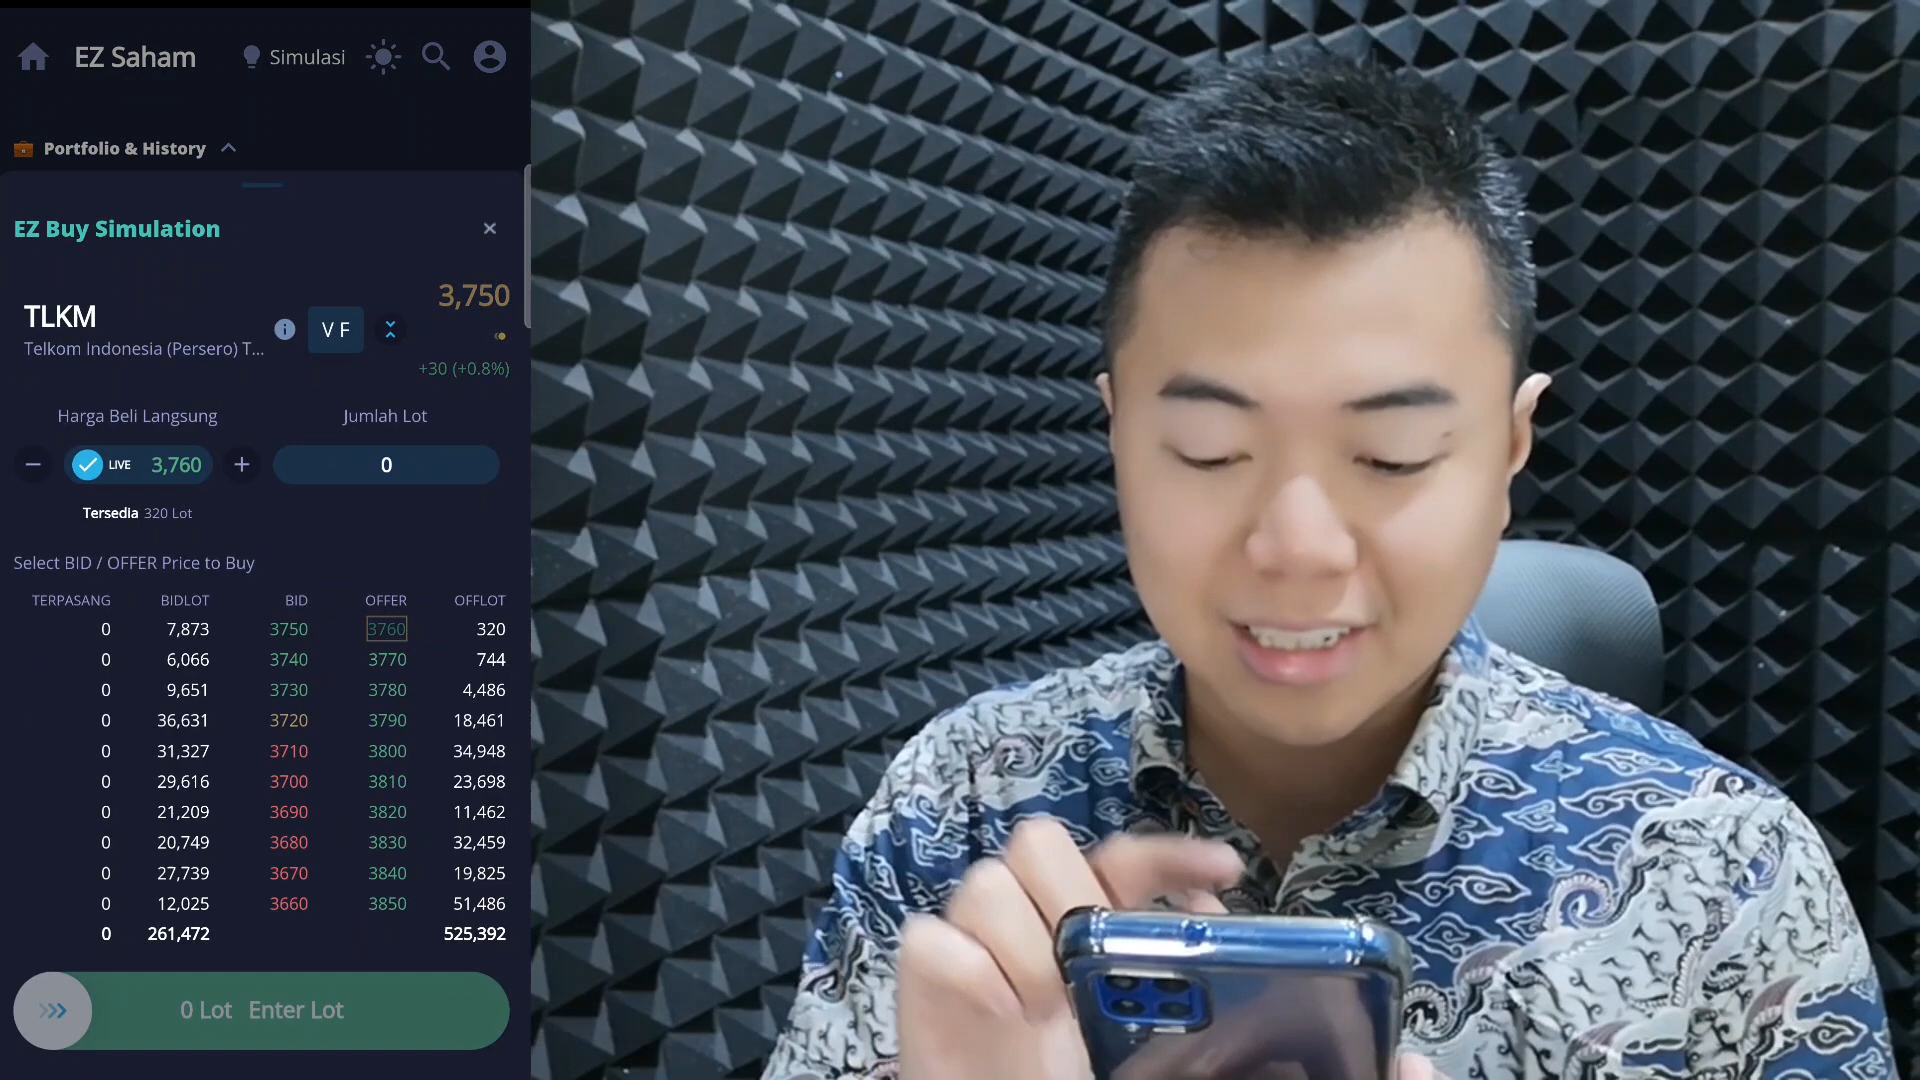 EZ Saham Simulasi
Portfolio & History
EZ Buy Simulation ×
3,750
TLKM
V F
Telkom Indonesia (Persero) T...
+30 (+0.8%)
Harga Beli Langsung Jumlah Lot
− LIVE 3,760 + 0
Tersedia 320 Lot
Select BID / OFFER Price to Buy
TERPASANG BIDLOT BID OFFER OFFLOT
0 7,873 3750 3760 320
0 6,066 3740 3770 744
0 9,651 3730 3780 4,486
0 36,631 3720 3790 18,461
0 31,327 3710 3800 34,948
0 29,616 3700 3810 23,698
0 21,209 3690 3820 11,462
0 20,749 3680 3830 32,459
0 27,739 3670 3840 19,825
0 12,025 3660 3850 51,486
0 261,472 525,392
0 Lot Enter Lot